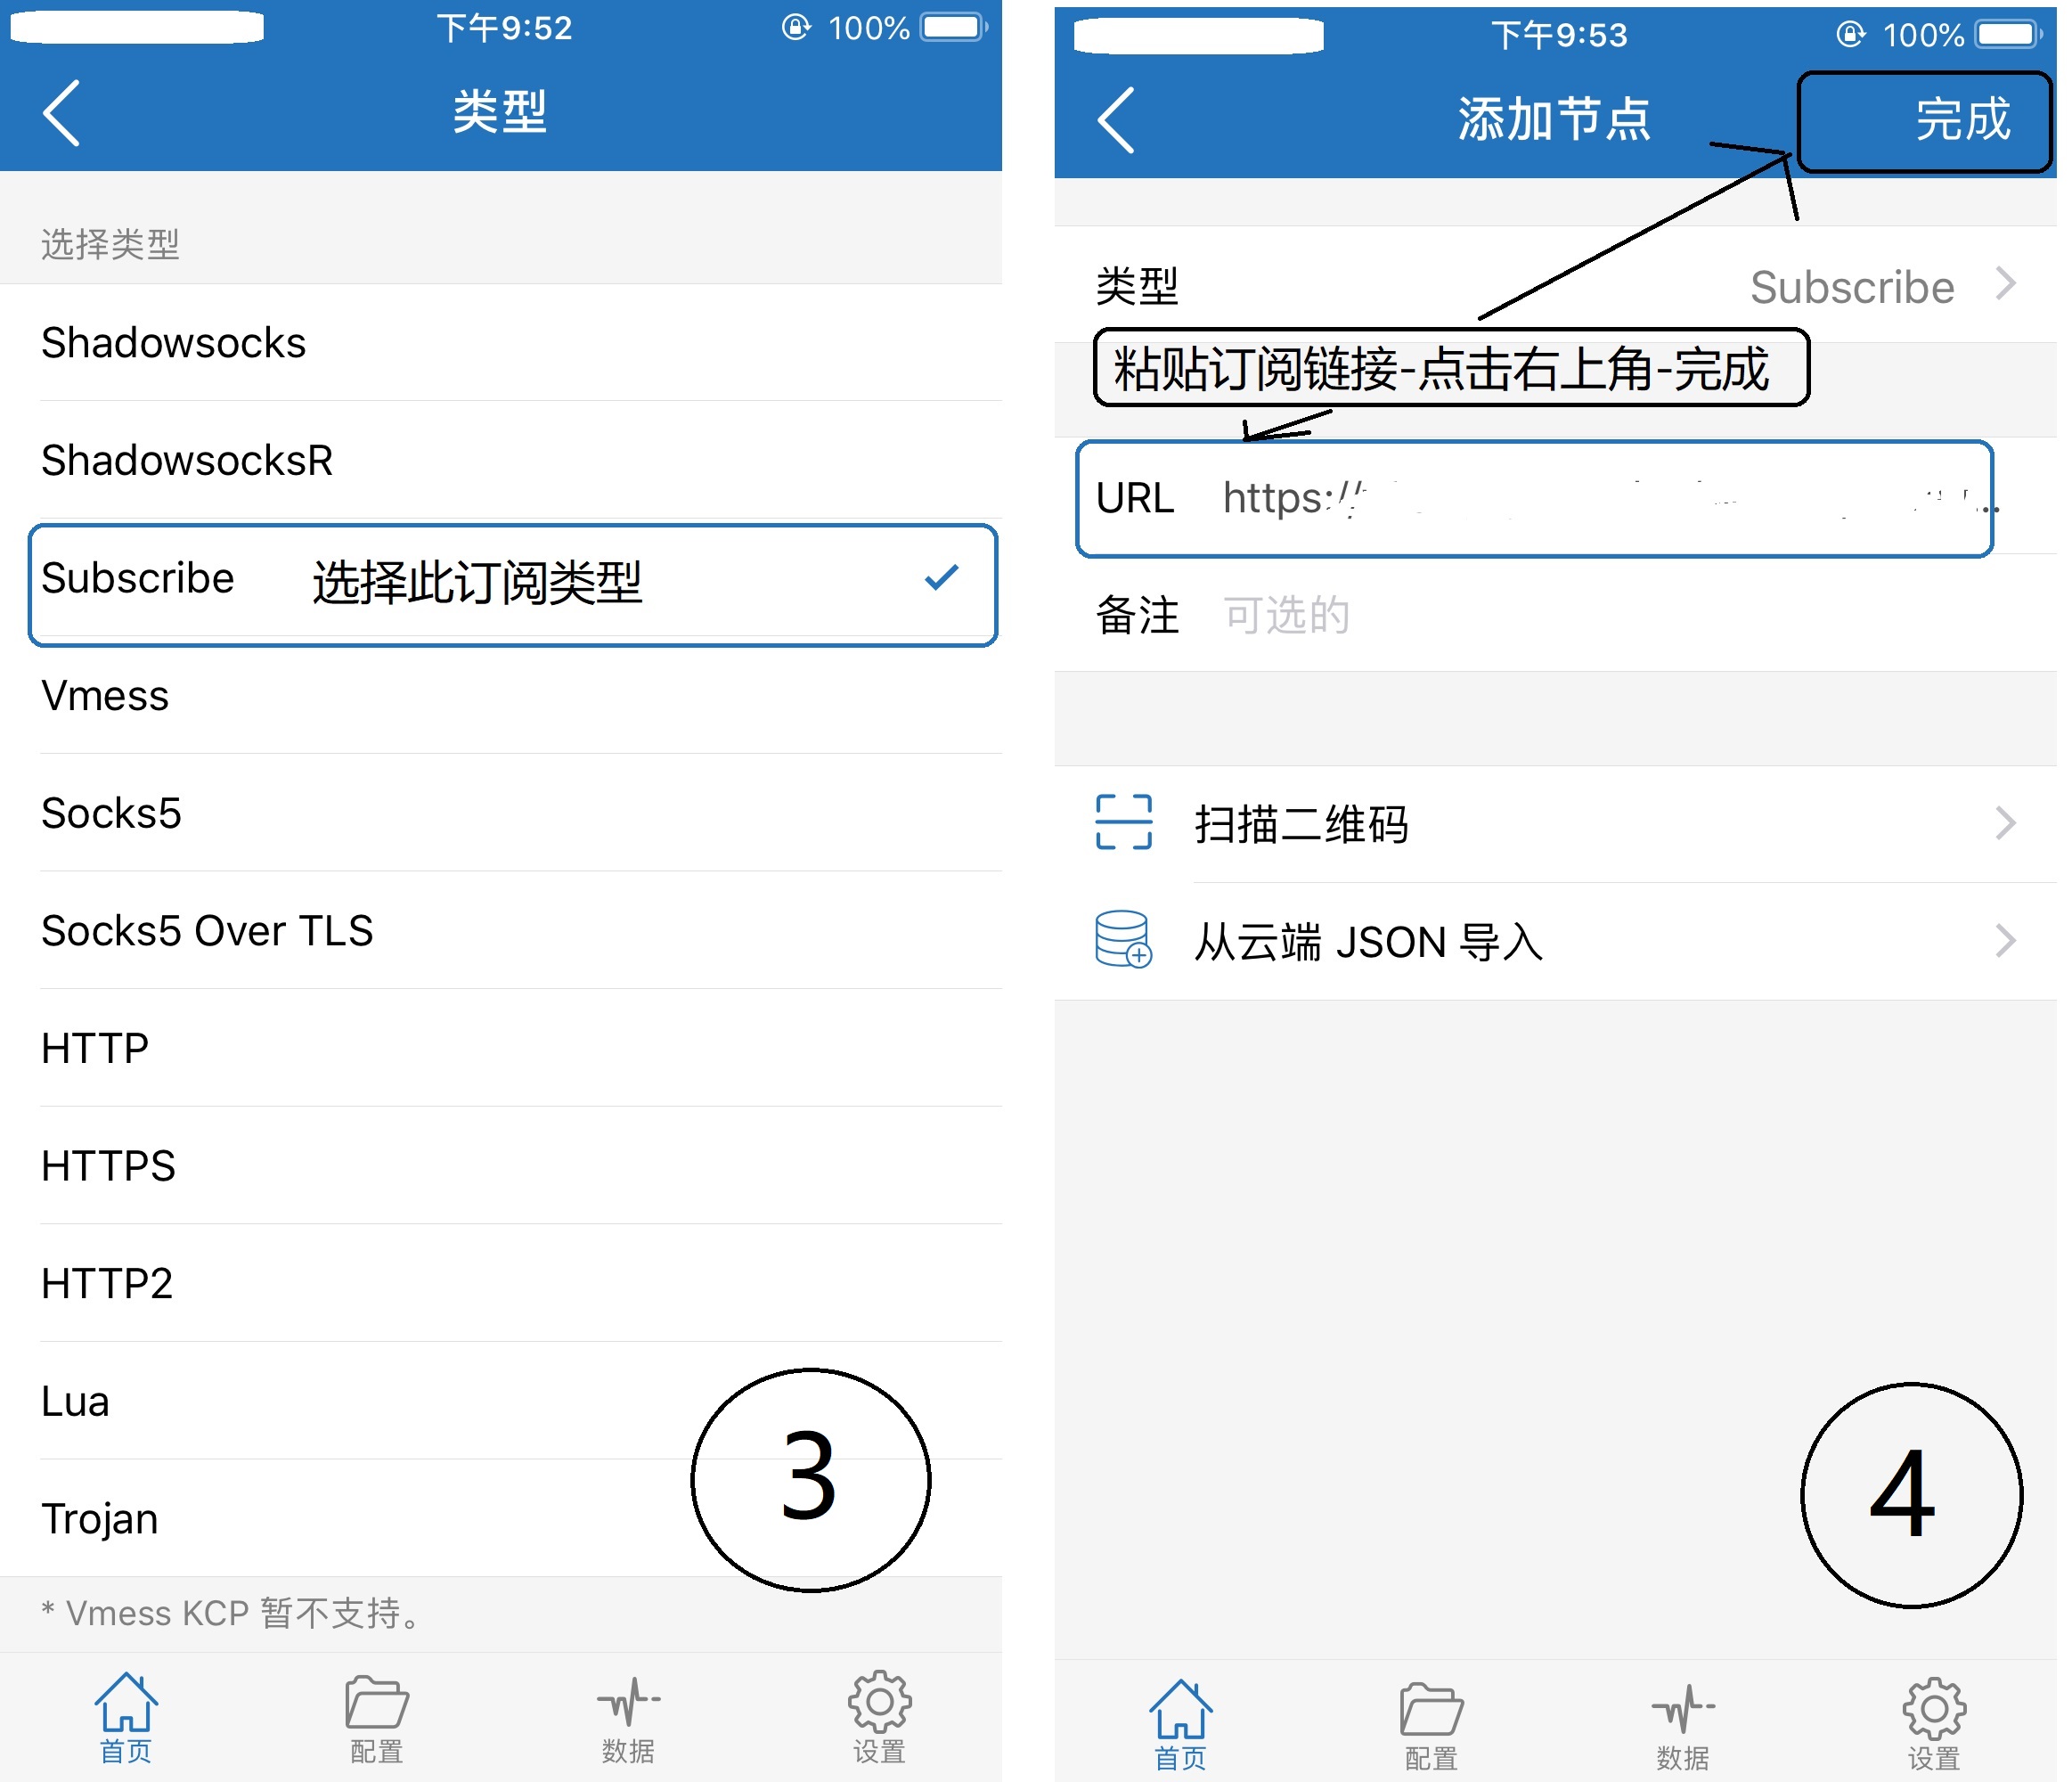 下午9:52
100%
类型
选择类型
Shadowsocks
ShadowsocksR
Subscribe 选择此订阅类型
Vmess
Socks5
Socks5 Over TLS
HTTP
HTTPS
HTTP2
Lua
Trojan
3
* Vmess KCP 暂不支持。
首页 配置 数据 设置
下午9:53
100%
添加节点 完成
类型 Subscribe
粘贴订阅链接-点击右上角-完成
URL https://
备注 可选的
扫描二维码
从云端 JSON 导入
4
首页 配置 数据 设置